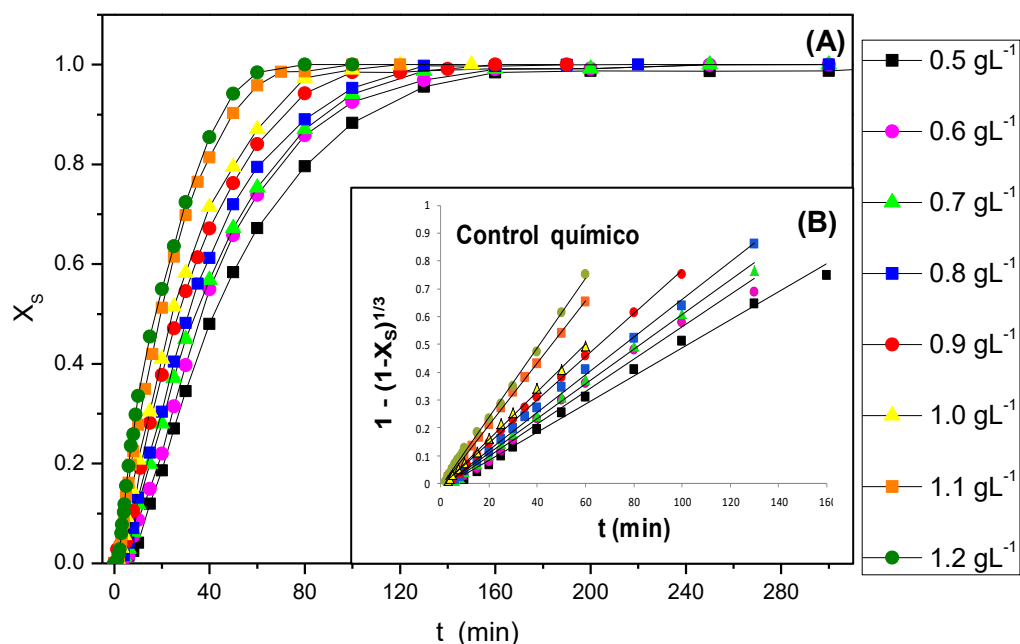 (A)
1.0
0.8
0.6
0.4
0.2
0.0
X_S
0 40 80 120 160 200 240 280
t (min)
(B)
Control químico
1
0.9
0.8
0.7
0.6
0.5
0.4
0.3
0.2
0.1
0
1 - (1-X_S)^1/3
0 20 40 60 80 100 120 140 160
t (min)
0.5 gL^-1
0.6 gL^-1
0.7 gL^-1
0.8 gL^-1
0.9 gL^-1
1.0 gL^-1
1.1 gL^-1
1.2 gL^-1